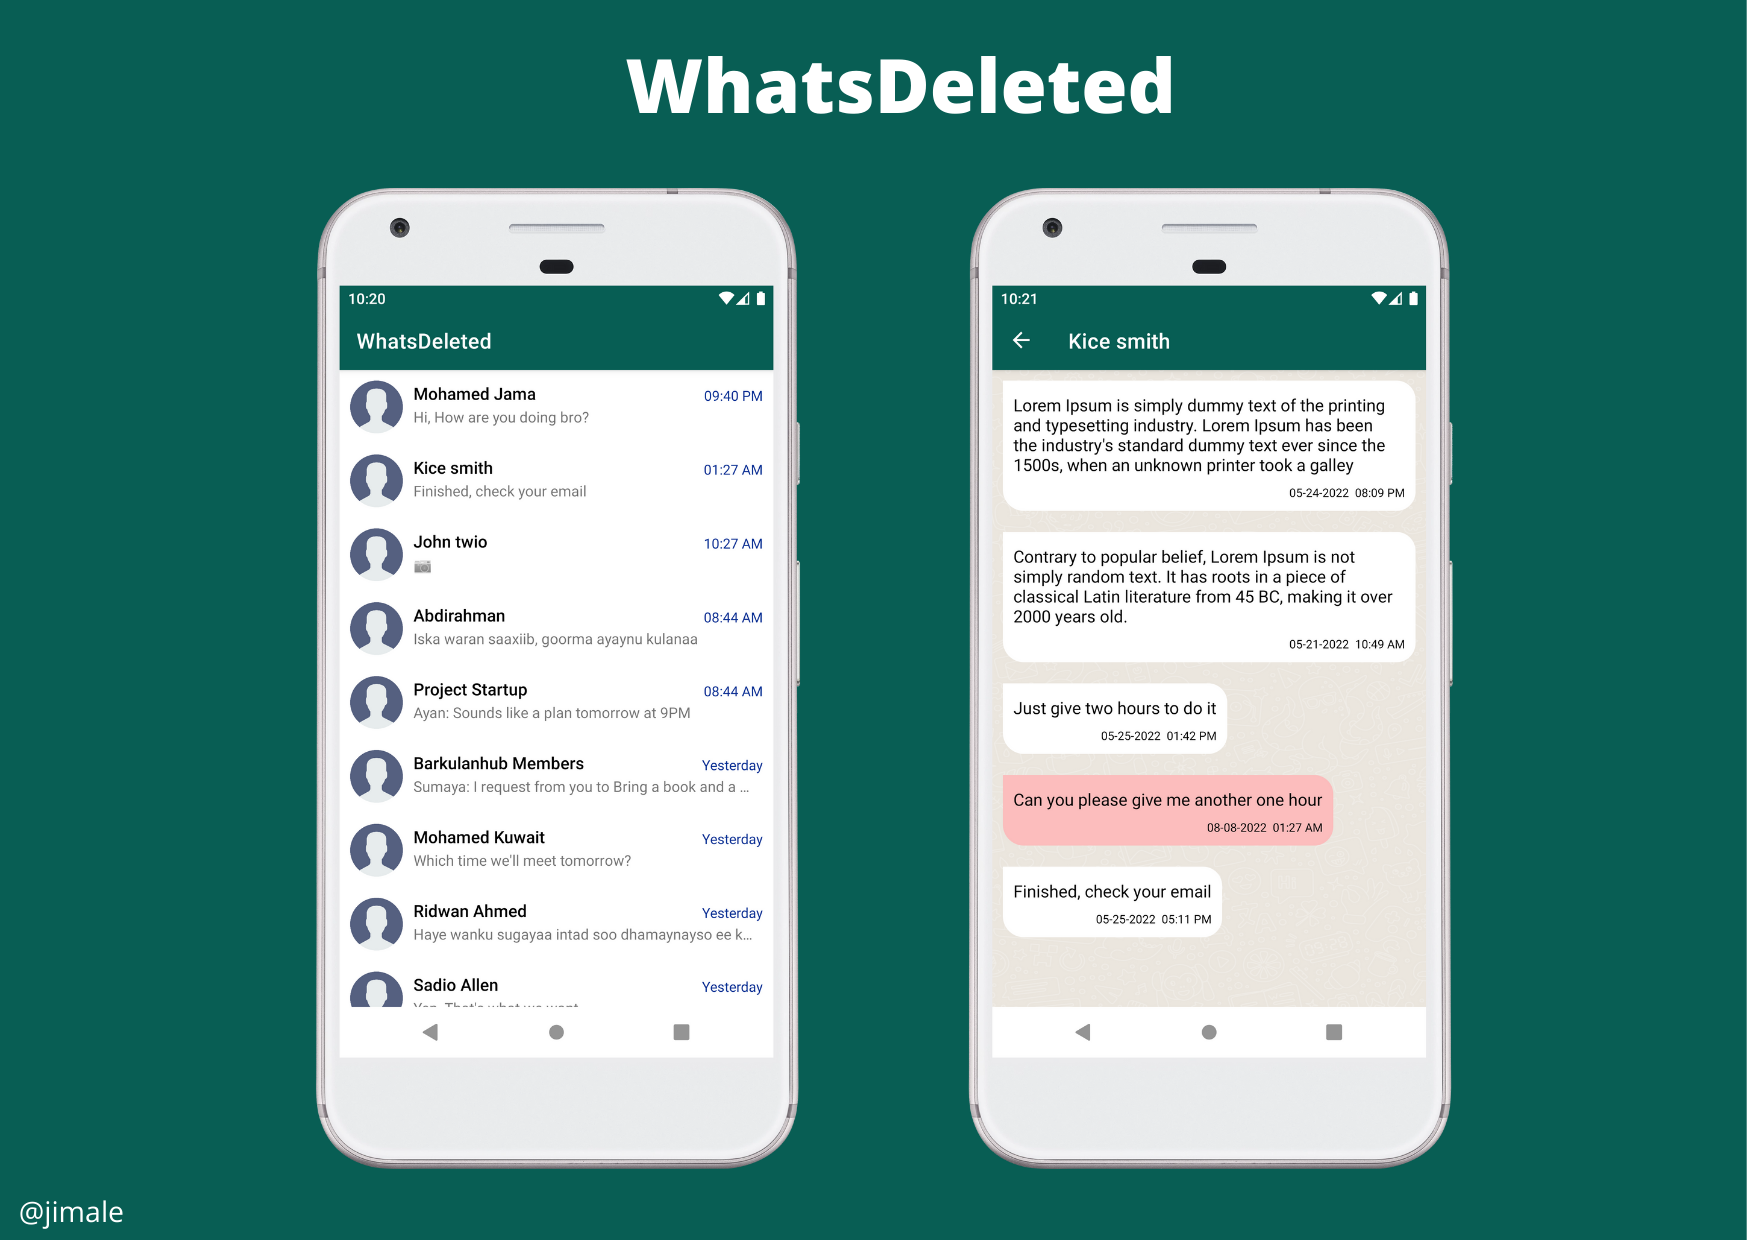 WhatsDeleted
10:20
WhatsDeleted
Mohamed Jama
09:40 PM
Hi, How are you doing bro?
Kice smith
01:27 AM
Finished, check your email
John twio
10:27 AM
Abdirahman
08:44 AM
Iska waran saaxiib, goorma ayaynu kulanaa
Project Startup
08:44 AM
Ayan: Sounds like a plan tomorrow at 9PM
Barkulanhub Members
Yesterday
Sumaya: I request from you to Bring a book and a ...
Mohamed Kuwait
Yesterday
Which time we'll meet tomorrow?
Ridwan Ahmed
Yesterday
Haye wanku sugayaa intad soo dhamaynayso ee k...
Sadio Allen
Yesterday
10:21
Kice smith
Lorem Ipsum is simply dummy text of the printing
and typesetting industry. Lorem Ipsum has been
the industry's standard dummy text ever since the
1500s, when an unknown printer took a galley
05-24-2022 08:09 PM
Contrary to popular belief, Lorem Ipsum is not
simply random text. It has roots in a piece of
classical Latin literature from 45 BC, making it over
2000 years old.
05-21-2022 10:49 AM
Just give two hours to do it
05-25-2022 01:42 PM
Can you please give me another one hour
08-08-2022 01:27 AM
Finished, check your email
05-25-2022 05:11 PM
@jimale